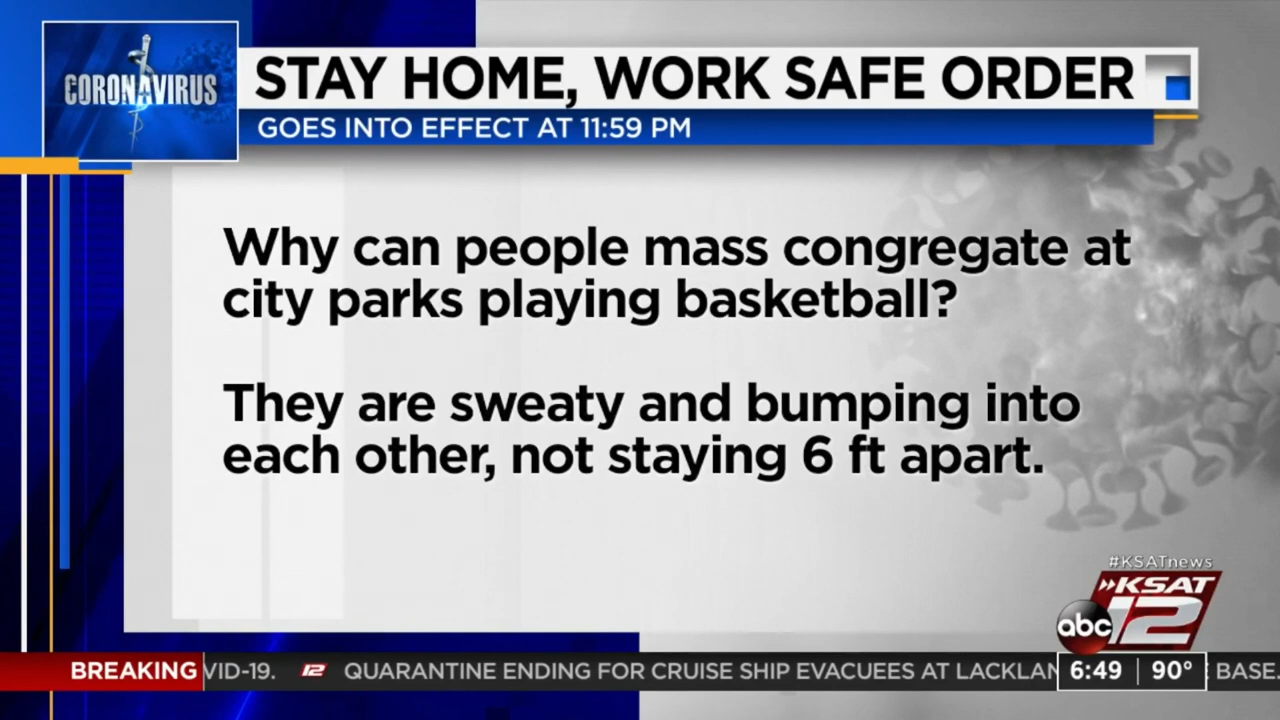 CORONAVIRUS
STAY HOME, WORK SAFE ORDER
GOES INTO EFFECT AT 11:59 PM
Why can people mass congregate at
city parks playing basketball?
They are sweaty and bumping into
each other, not staying 6 ft apart.
#KSATnews
KSAT
abc 12
BREAKING VID-19. 12 QUARANTINE ENDING FOR CRUISE SHIP EVACUEES AT LACKLAN 6:49 90° BASE.